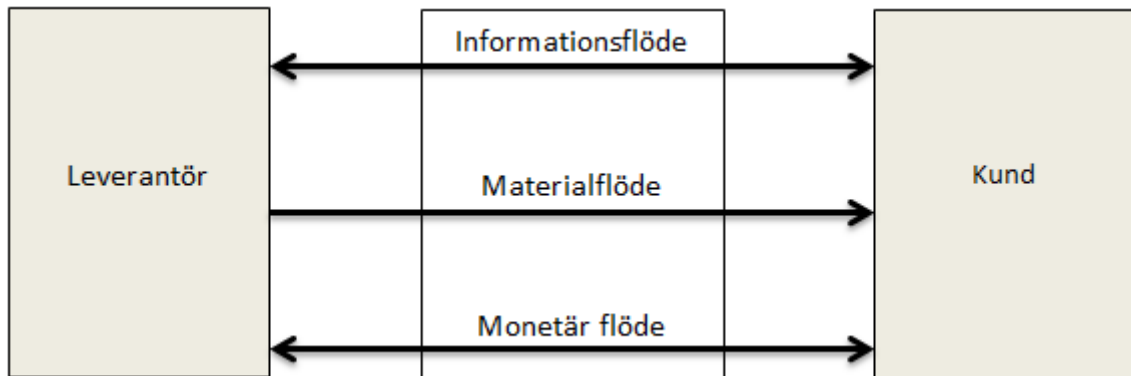 Informationsflöde
Leverantör
Materialflöde
Kund
Monetär flöde